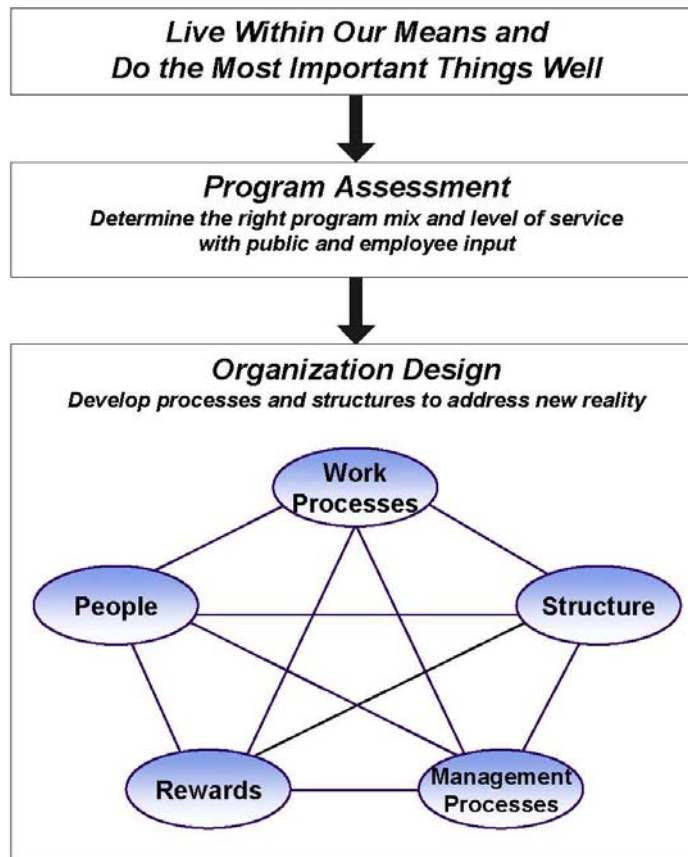 Live Within Our Means and
Do the Most Important Things Well
Program Assessment
Determine the right program mix and level of service
with public and employee input
Organization Design
Develop processes and structures to address new reality
Work
Processes
People
Structure
Rewards
Management
Processes